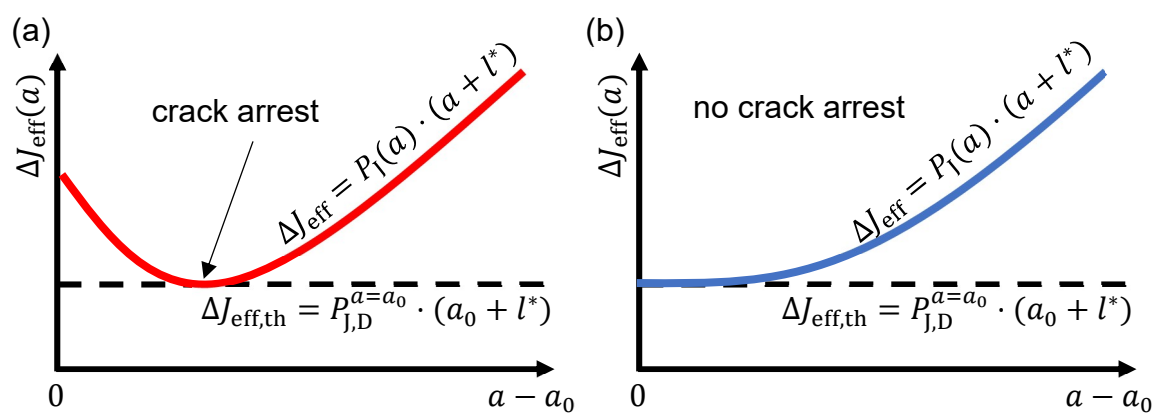 (a)
ΔJ_eff(a)
crack arrest
ΔJ_eff = P_J(a) · (a + l*)
ΔJ_eff,th = P_J,D^{a=a_0} · (a_0 + l*)
0
a − a_0
(b)
ΔJ_eff(a)
no crack arrest
ΔJ_eff = P_J(a) · (a + l*)
ΔJ_eff,th = P_J,D^{a=a_0} · (a_0 + l*)
0
a − a_0